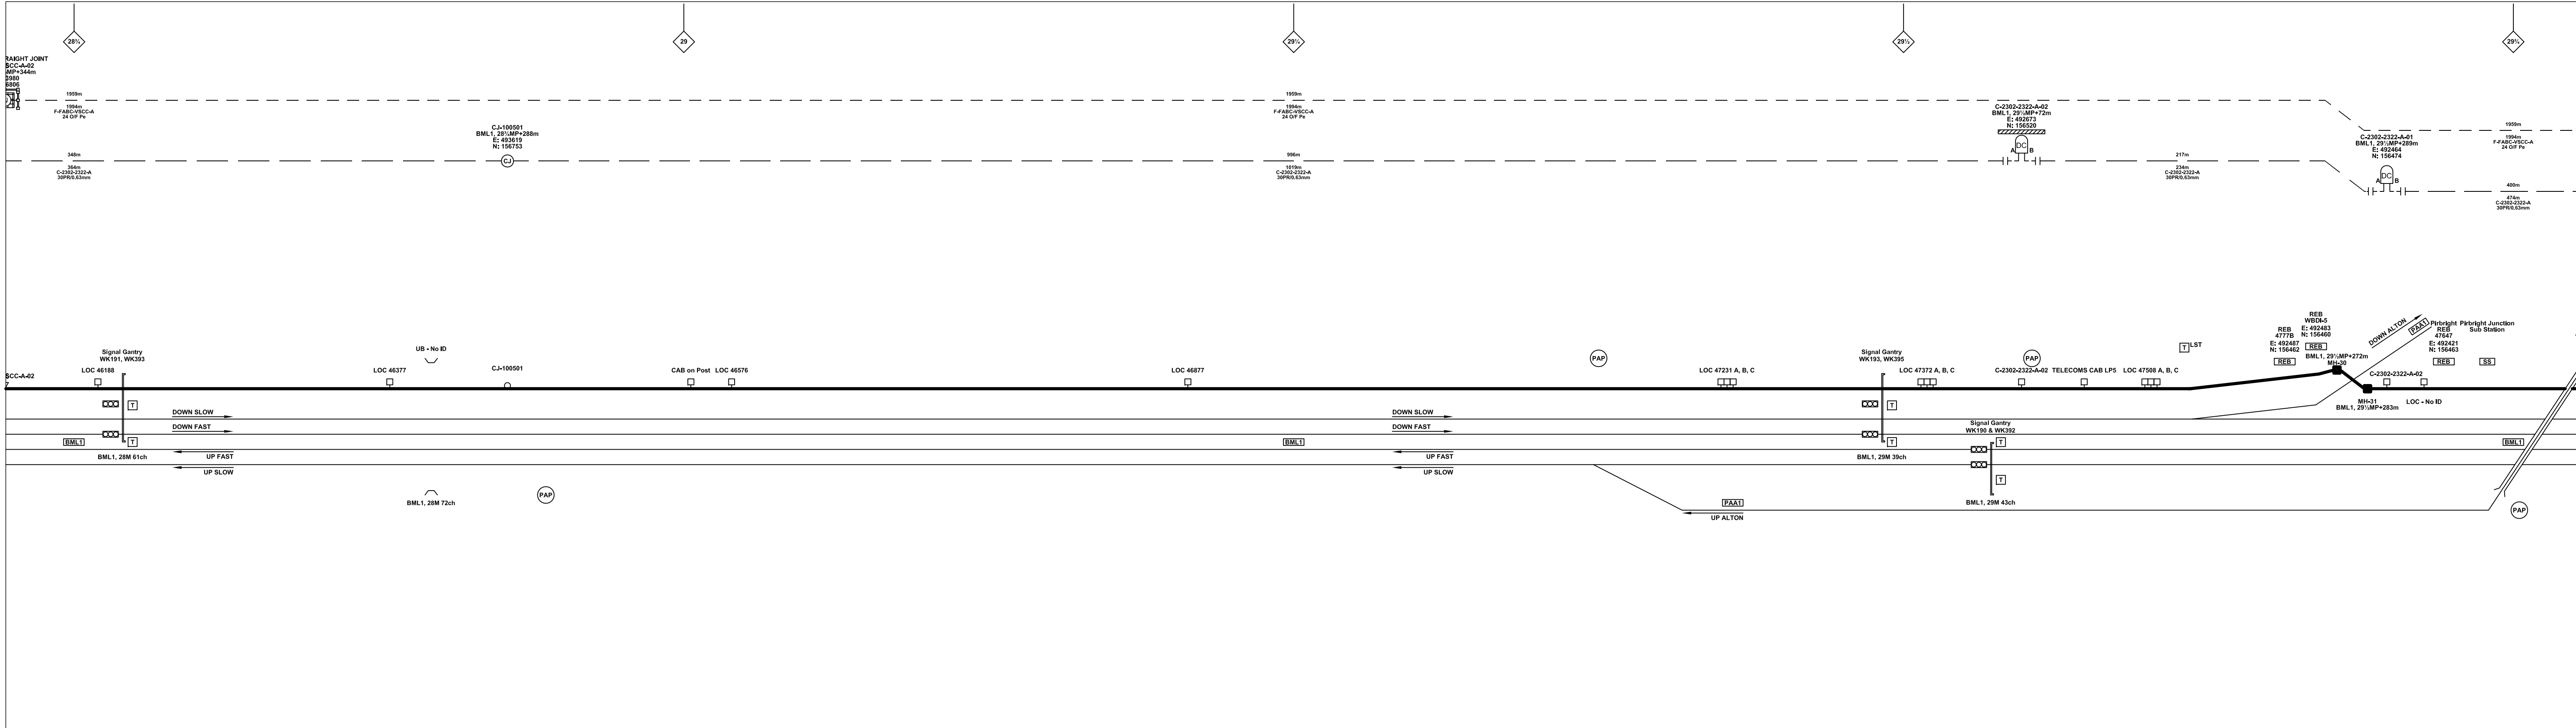 28¾
29
29¼
29½
29¾
RAIGHT JOINT
SCC-A-02
MP+344m
3980
6806
1959m
1994m
F-FABC-VSCC-A
24 O/F Pe
348m
364m
C-2302-2322-A
30PR/0.63mm
CJ-100501
BML1, 28¾MP+288m
E: 493619
N: 156753
CJ
1959m
1994m
F-FABC-VSCC-A
24 O/F Pe
996m
1019m
C-2302-2322-A
30PR/0.63mm
C-2302-2322-A-02
BML1, 29½MP+72m
E: 492673
N: 156520
DC
A B
217m
234m
C-2302-2322-A
30PR/0.63mm
C-2302-2322-A-01
BML1, 29½MP+289m
E: 492464
N: 156474
DC
A B
1959m
1994m
F-FABC-VSCC-A
24 O/F Pe
480m
474m
C-2302-2322-A
30PR/0.63mm
SCC-A-02
7
LOC 46188
Signal Gantry
WK191, WK393
T
T
LOC 46377
UB - No ID
CJ-100501
CAB on Post
LOC 46576
LOC 46877
PAP
LOC 47231 A, B, C
Signal Gantry
WK193, WK395
T
T
LOC 47372 A, B, C
PAP
C-2302-2322-A-02
TELECOMS CAB LP5
LOC 47508 A, B, C
T
LST
REB
4777B
E: 492487
N: 156462
REB
REB
WBDI-5
E: 492483
N: 156460
REB
BML1, 29½MP+272m
MH-30
DOWN ALTON
PAA1
Pirbright
REB
47647
E: 492421
N: 156463
REB
Pirbright Junction
Sub Station
SS
C-2302-2322-A-02
MH-31
BML1, 29½MP+283m
LOC - No ID
DOWN SLOW
DOWN FAST
BML1
UP FAST
UP SLOW
BML1, 28M 61ch
BML1, 28M 72ch
PAP
BML1
DOWN SLOW
DOWN FAST
UP FAST
UP SLOW
BML1, 29M 39ch
Signal Gantry
WK190 & WK392
T
T
BML1, 29M 43ch
PAA1
UP ALTON
BML1
PAP